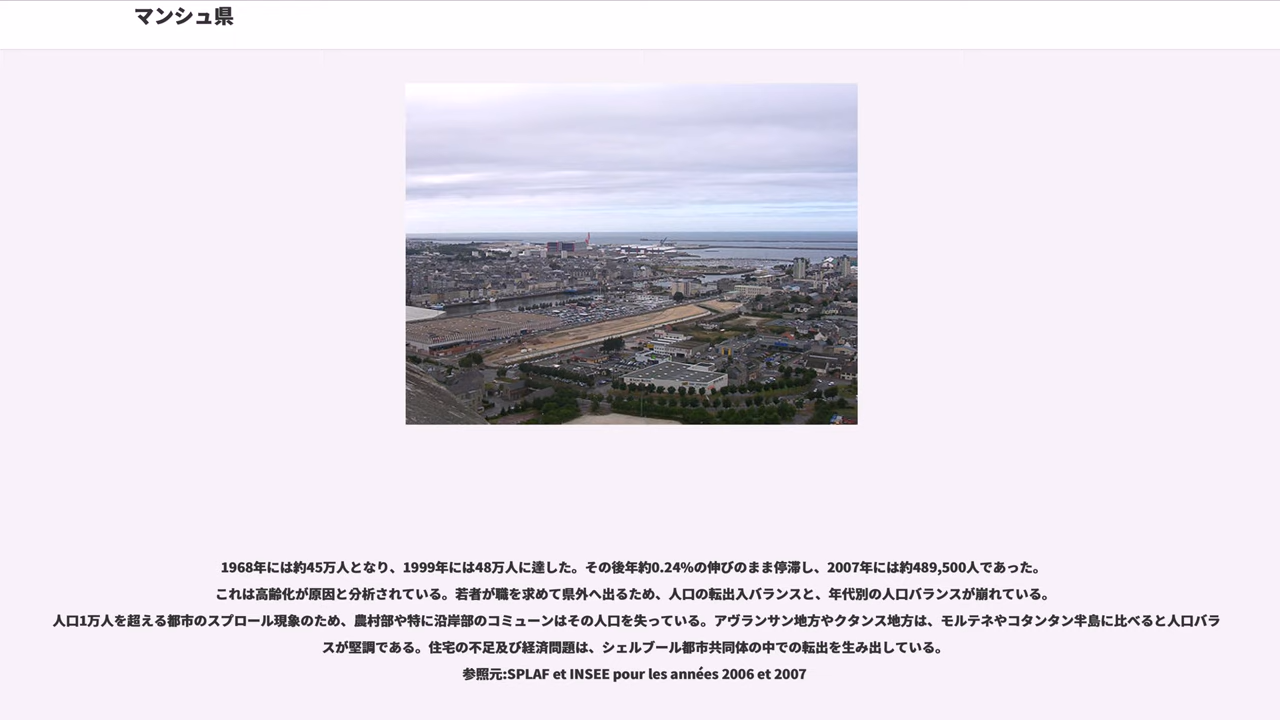 マンシュ県
1968年には約45万人となり、1999年には48万人に達した。その後年約0.24%の伸びのまま停滞し、2007年には約489,500人であった。
これは高齢化が原因と分析されている。若者が職を求めて県外へ出るため、人口の転出入バランスと、年代別の人口バランスが崩れている。
人口1万人を超える都市のスプロール現象のため、農村部や特に沿岸部のコミューンはその人口を失っている。アヴランサン地方やクタンス地方は、モルテネやコタンタン半島に比べると人口バラ
スが堅調である。住宅の不足及び経済問題は、シェルブール都市共同体の中での転出を生み出している。
参照元:SPLAF et INSEE pour les années 2006 et 2007